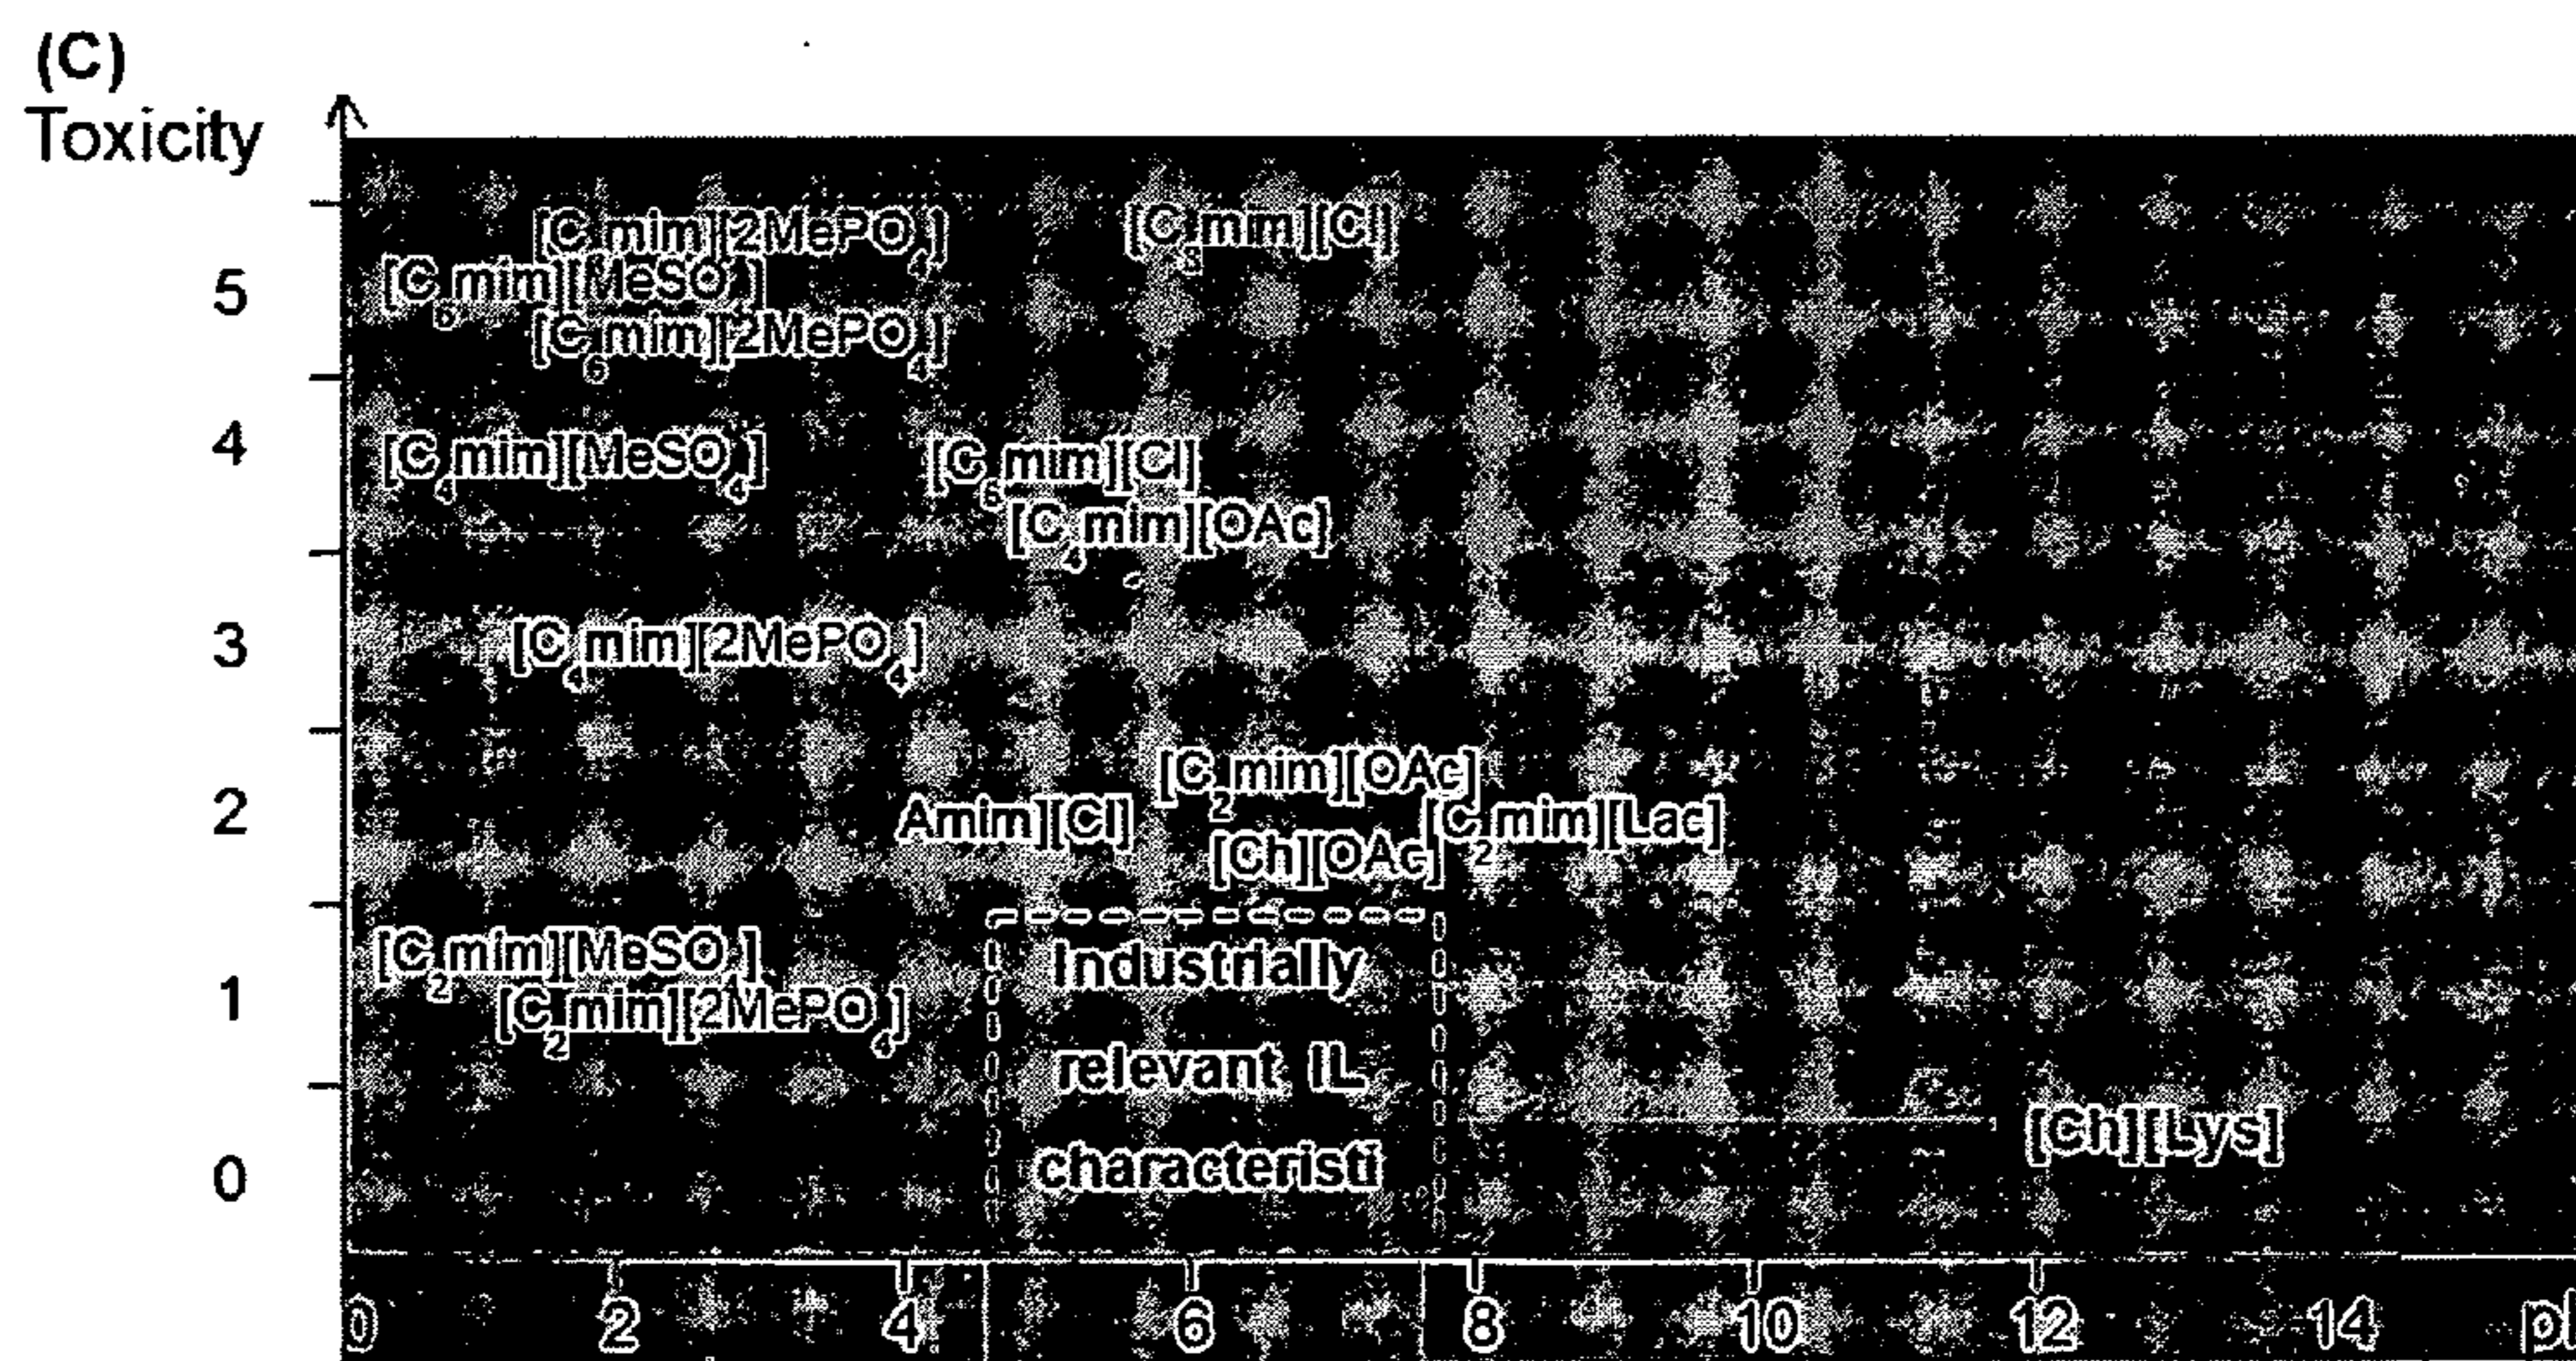 (C)
Toxicity
[C mim][2MePO4]
[C8mim][Cl]
5
[C6mim][MeSO ]
[C6mim][2MePO4]
4
[C4mim][MeSO4]
[C6mim][Cl]
[C4mim][OAc]
3
[C4mim][2MePO4]
[C2mim][OAc]
2
Amim][Cl]
[C2mim][Lac]
[Ch][OAc]
[C2mim][MeSO4]
Industrially
1
[C2mim][2MePO4]
relevant IL
[Ch][Lys]
0
characteristi
0 2 4 6 8 10 12 14